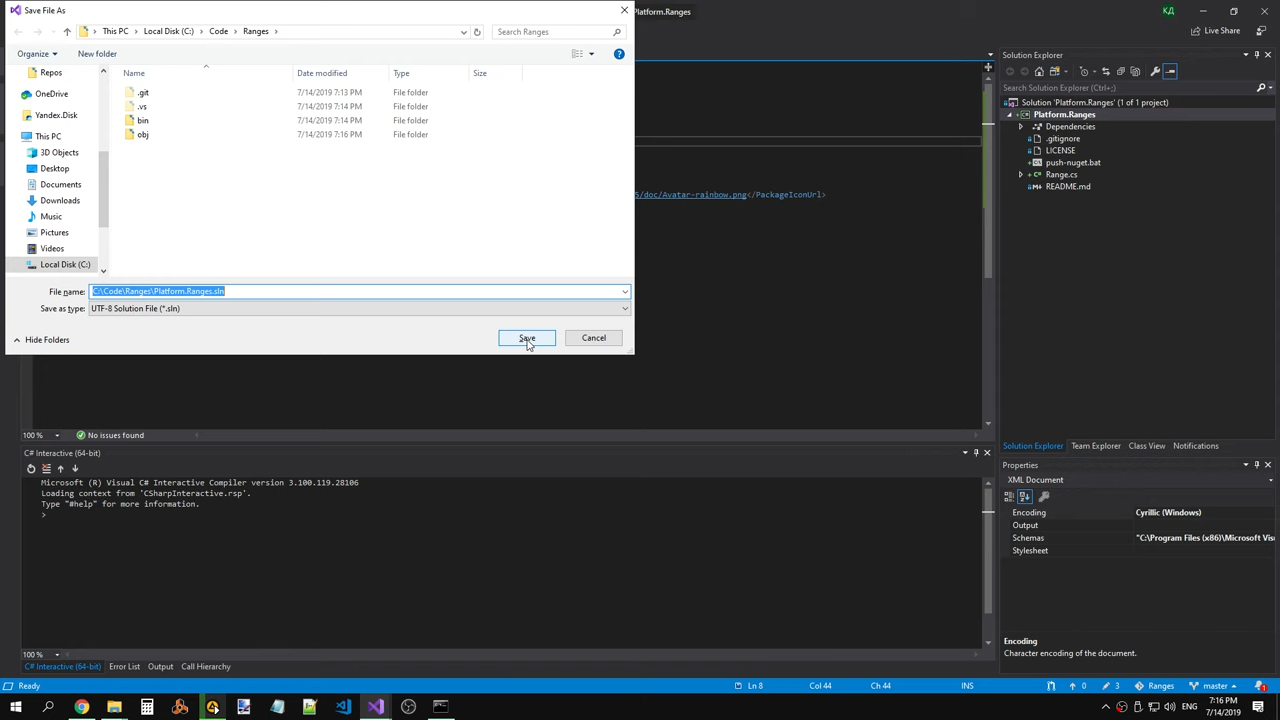 Save File As
Platform.Ranges
КД
This PC
Local Disk (C:)
Code
Ranges
Search Ranges
Live Share
Organize
New folder
Solution Explorer
Name
Date modified
Type
Size
Repos
OneDrive
Yandex.Disk
This PC
3D Objects
Desktop
Documents
Downloads
Music
Pictures
Videos
Local Disk (C:)
.git
7/14/2019 7:13 PM
File folder
.vs
7/14/2019 7:14 PM
File folder
bin
7/14/2019 7:14 PM
File folder
obj
7/14/2019 7:16 PM
File folder
Search Solution Explorer (Ctrl+;)
Solution 'Platform.Ranges' (1 of 1 project)
Platform.Ranges
Dependencies
.gitignore
LICENSE
push-nuget.bat
Range.cs
README.md
5/doc/Avatar-rainbow.png</PackageIconUrl>
File name:
C:\Code\Ranges\Platform.Ranges.sln
Save as type:
UTF-8 Solution File (*.sln)
Hide Folders
Save
Cancel
100 %
No issues found
Solution Explorer
Team Explorer
Class View
Notifications
C# Interactive (64-bit)
Microsoft (R) Visual C# Interactive Compiler version 3.100.119.28106
Loading context from 'CSharpInteractive.rsp'.
Type "#help" for more information.
>
Properties
XML Document
Encoding
Cyrillic (Windows)
Output
Schemas
"C:\Program Files (x86)\Microsoft Visu
Stylesheet
Encoding
Character encoding of the document.
100 %
C# Interactive (64-bit)
Error List
Output
Call Hierarchy
Ready
Ln 8
Col 44
Ch 44
INS
0
3
Ranges
master
1
ENG
7:16 PM
7/14/2019